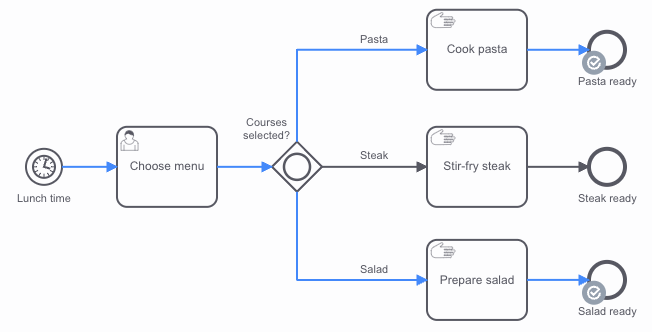 Pasta
Cook pasta
Pasta ready
Courses
selected?
Choose menu
Lunch time
Steak
Stir-fry steak
Steak ready
Salad
Prepare salad
Salad ready